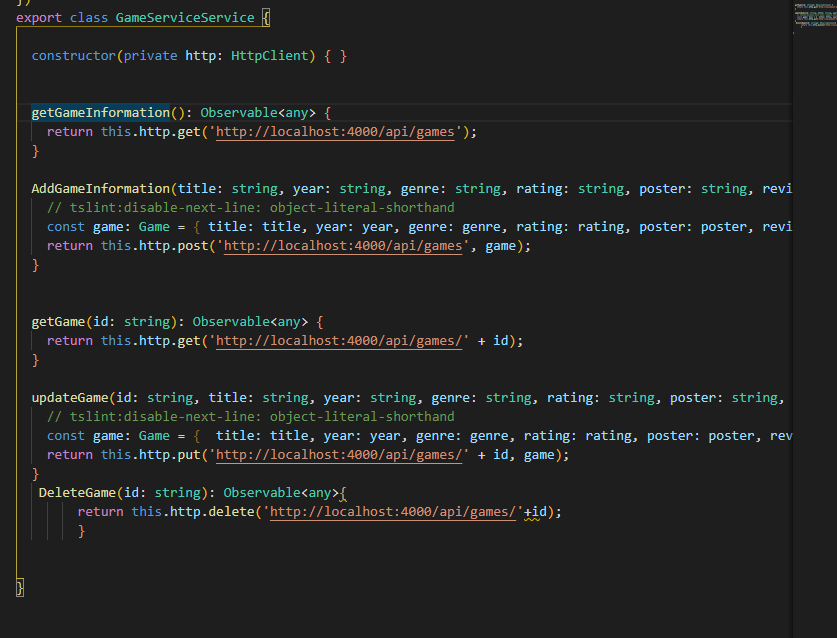 })
export class GameServiceService {
constructor(private http: HttpClient) { }
getGameInformation(): Observable<any> {
return this.http.get('http://localhost:4000/api/games');
}
AddGameInformation(title: string, year: string, genre: string, rating: string, poster: string, revi
// tslint:disable-next-line: object-literal-shorthand
const game: Game = { title: title, year: year, genre: genre, rating: rating, poster: poster, revi
return this.http.post('http://localhost:4000/api/games', game);
}
getGame(id: string): Observable<any> {
return this.http.get('http://localhost:4000/api/games/' + id);
}
updateGame(id: string, title: string, year: string, genre: string, rating: string, poster: string,
// tslint:disable-next-line: object-literal-shorthand
const game: Game = {  title: title, year: year, genre: genre, rating: rating, poster: poster, rev
return this.http.put('http://localhost:4000/api/games/' + id, game);
}
DeleteGame(id: string): Observable<any>{
return this.http.delete('http://localhost:4000/api/games/'+id);
}
}